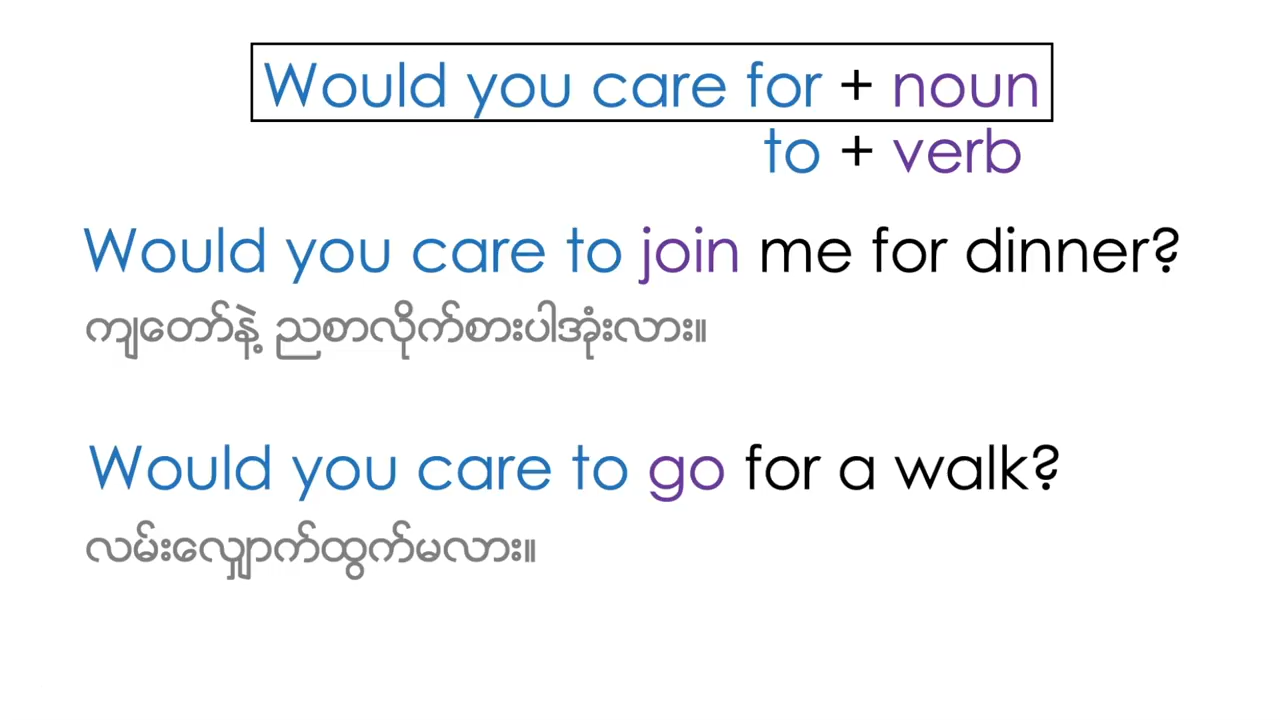 Would you care for + noun
to + verb
Would you care to join me for dinner?
ကျတော်နဲ့ ညစာလိုက်စားပါအုံးလား။
Would you care to go for a walk?
လမ်းလျှောက်ထွက်မလား။